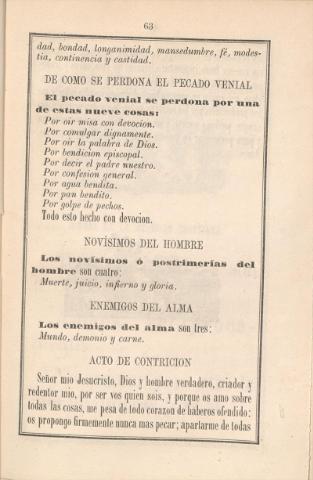 63
dad, bondad, longanimidad, mansedumbre, fé, modes-
tia, continencia y castidad.
DE COMO SE PERDONA EL PECADO VENIAL
El pecado venial se perdona por una
de estas nueve cosas:
Por oir misa con devocion.
Por comulgar dignamente.
Por oir la palabra de Dios.
Por bendicion episcopal.
Por decir el padre nuestro.
Por confesion general.
Por agua bendita.
Por pan bendito.
Por golpe de pechos.
Todo esto hecho con devocion.
NOVÍSIMOS DEL HOMBRE
Los novísimos ó postrimerías del
hombre son cuatro:
Muerte, juicio, infierno y gloria.
ENEMIGOS DEL ALMA
Los enemigos del alma son tres:
Mundo, demonio y carne.
ACTO DE CONTRICION
Señor mio Jesucristo, Dios y hombre verdadero, criador y
redentor mio, por ser vos quien sois, y porque os amo sobre
todas las cosas, me pesa de todo corazon de haberos ofendido;
os propongo firmemente nunca mas pecar; apartarme de todas